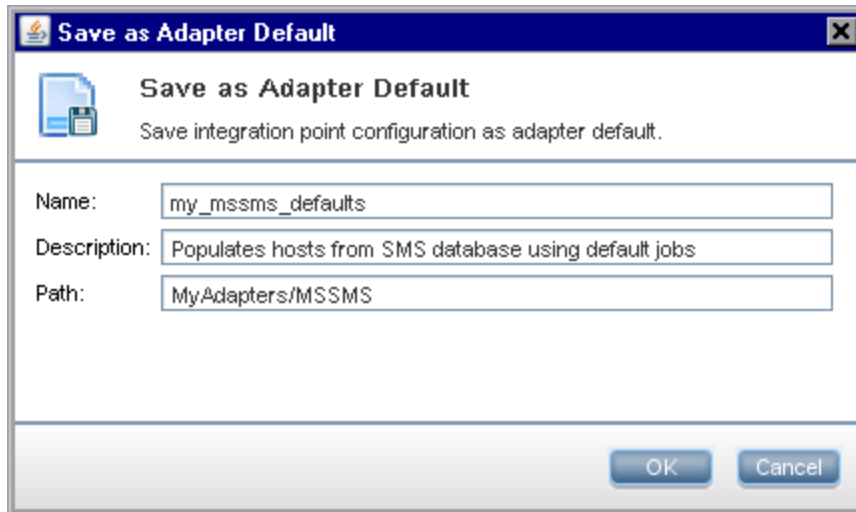 Save as Adapter Default
Save as Adapter Default
Save integration point configuration as adapter default.
Name: my_mssms_defaults
Description: Populates hosts from SMS database using default jobs
Path: MyAdapters/MSSMS
OK Cancel